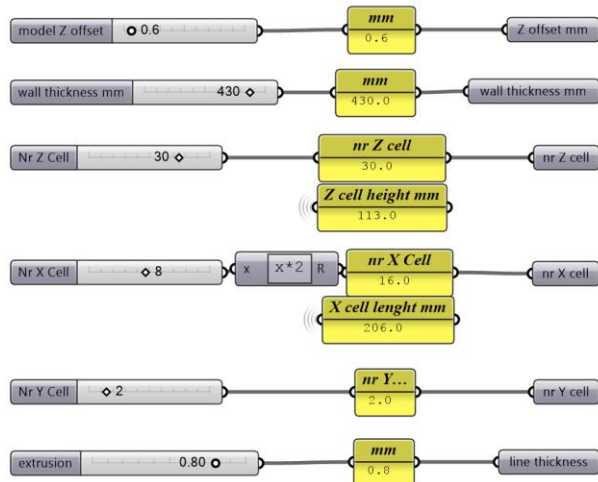 model Z offset 0.6 mm 0.6 Z offset mm
wall thickness mm 430 mm 430.0 wall thickness mm
Nr Z Cell 30 nr Z cell 30.0 nr Z cell
Z cell height mm
113.0
Nr X Cell 8 x x*2 R nr X Cell 16.0 nr X cell
X cell lenght mm
206.0
Nr Y Cell 2 nr Y... 2.0 nr Y cell
extrusion 0.80 mm 0.8 line thickness